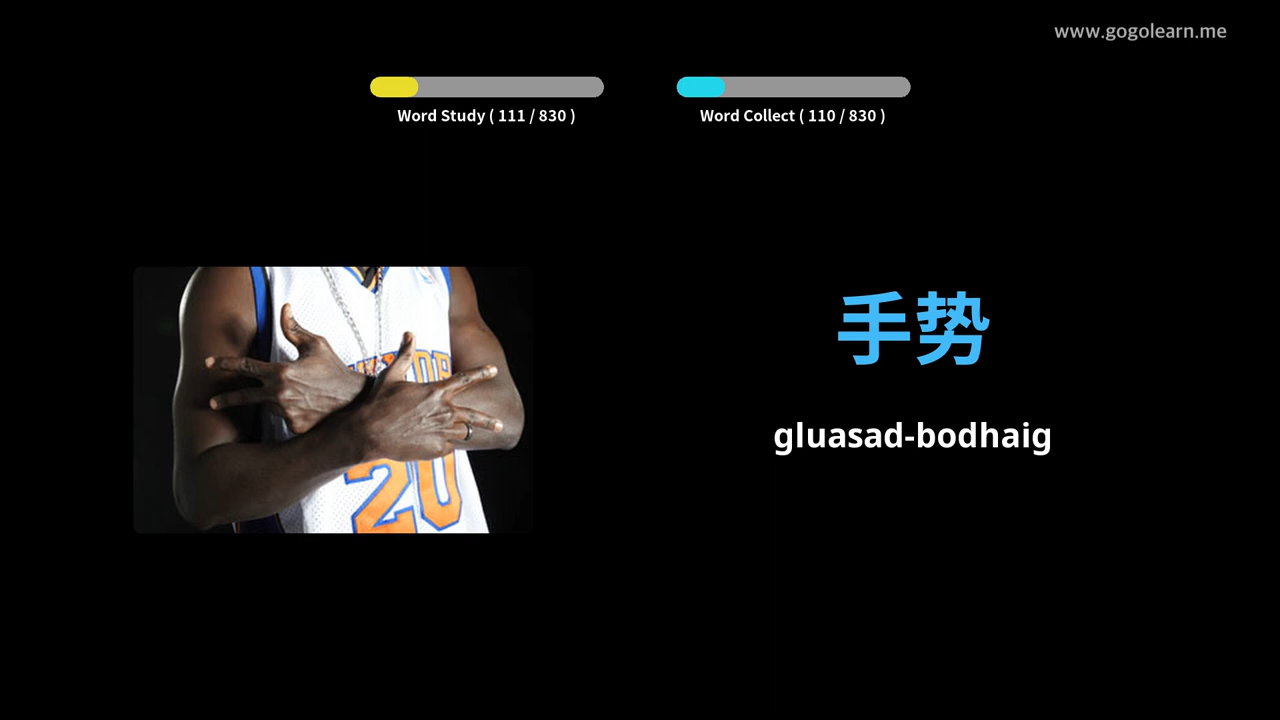 www.gogolearn.me
Word Study ( 111 / 830 )
Word Collect ( 110 / 830 )
手势
gluasad-bodhaig
20